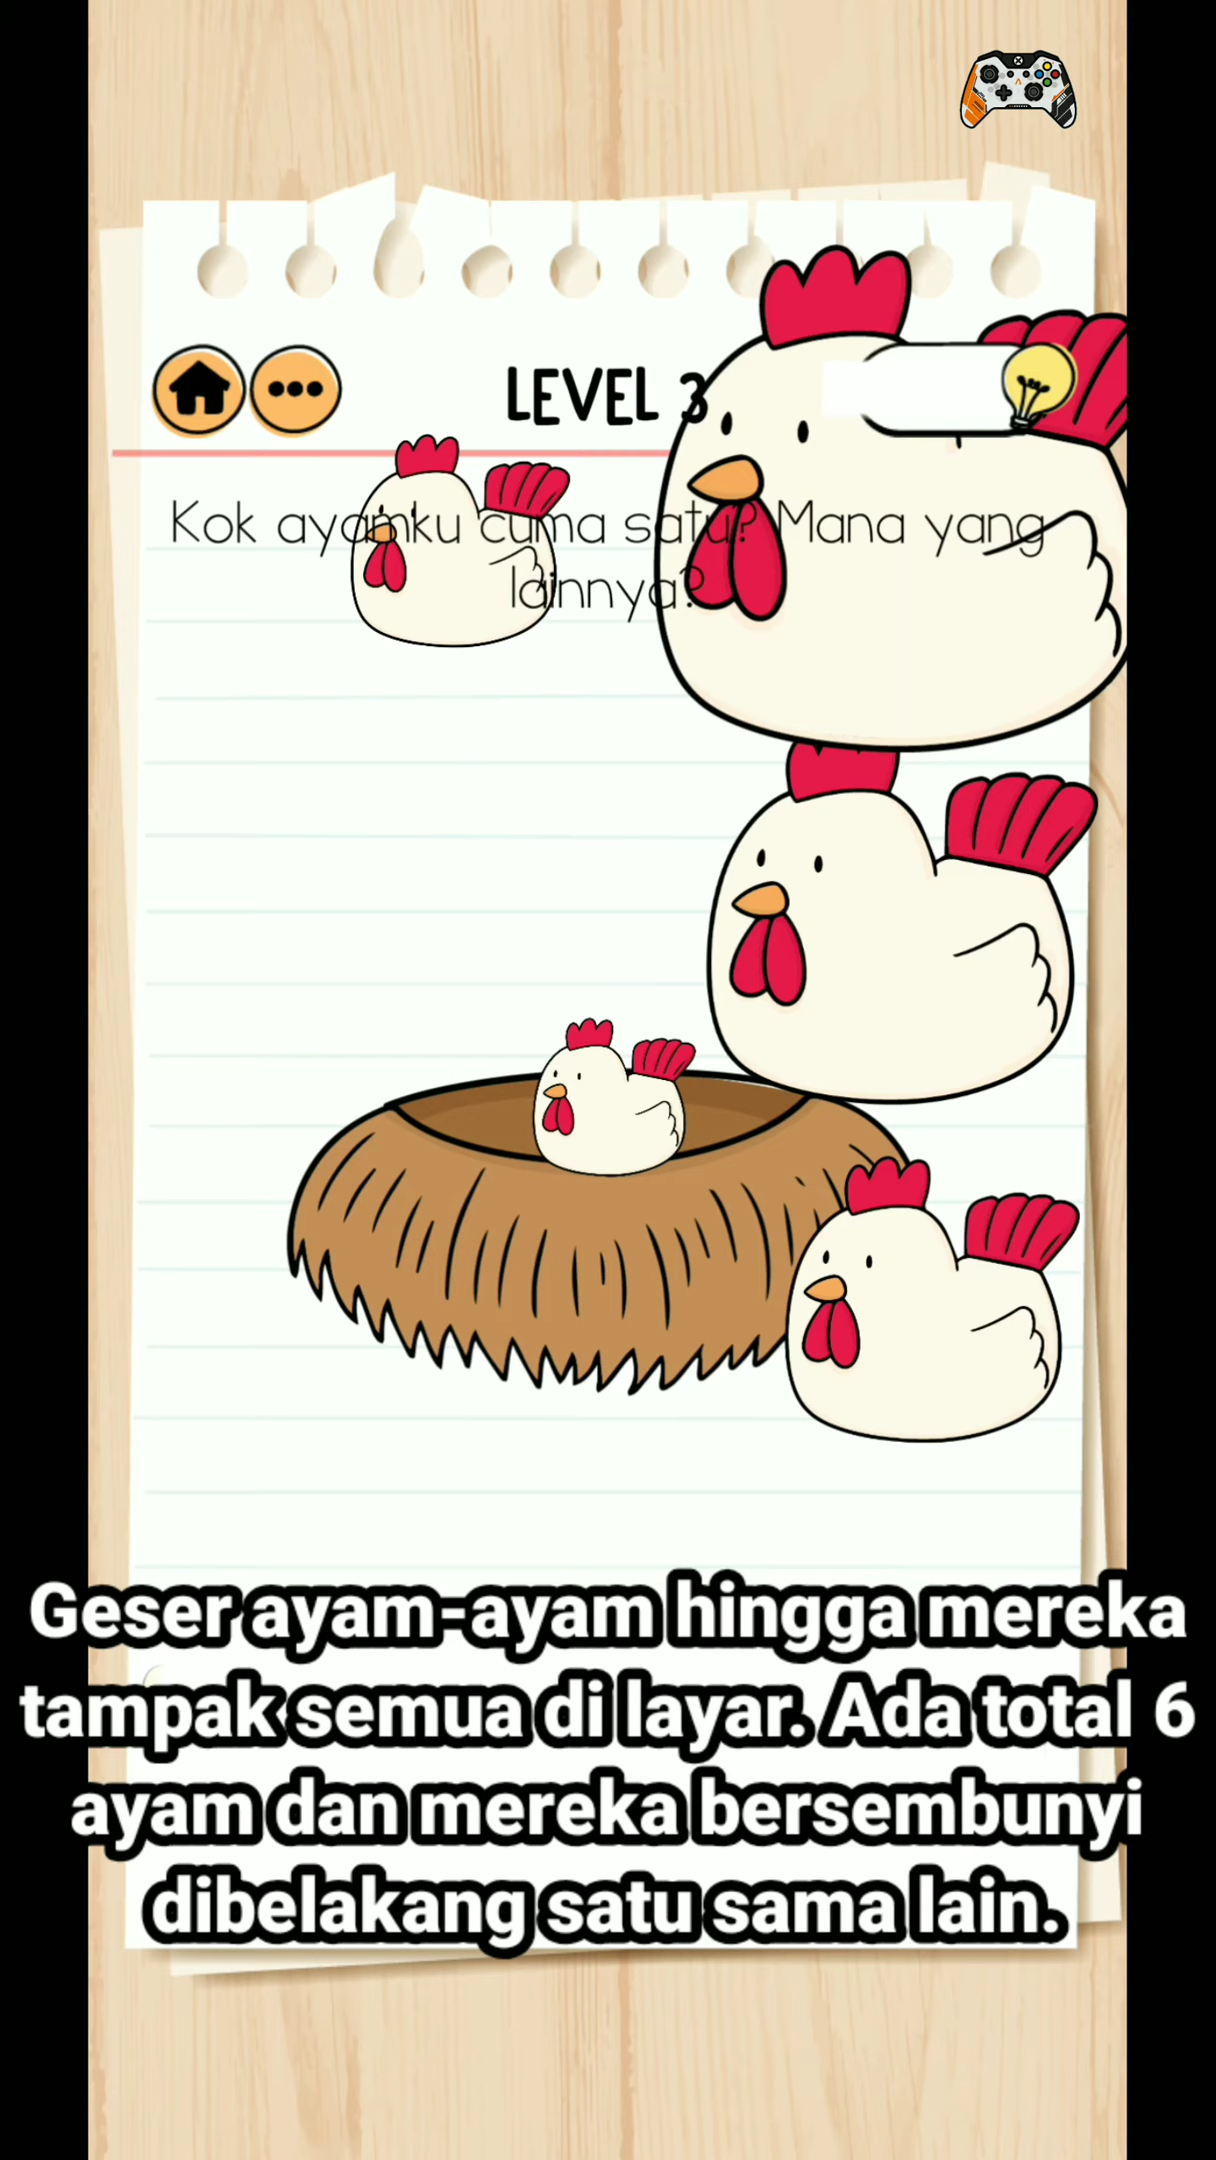 LEVEL 3
Kok ayamku cuma satu? Mana yang
lainnya?
Geser ayam-ayam hingga mereka
tampak semua di layar. Ada total 6
ayam dan mereka bersembunyi
dibelakang satu sama lain.